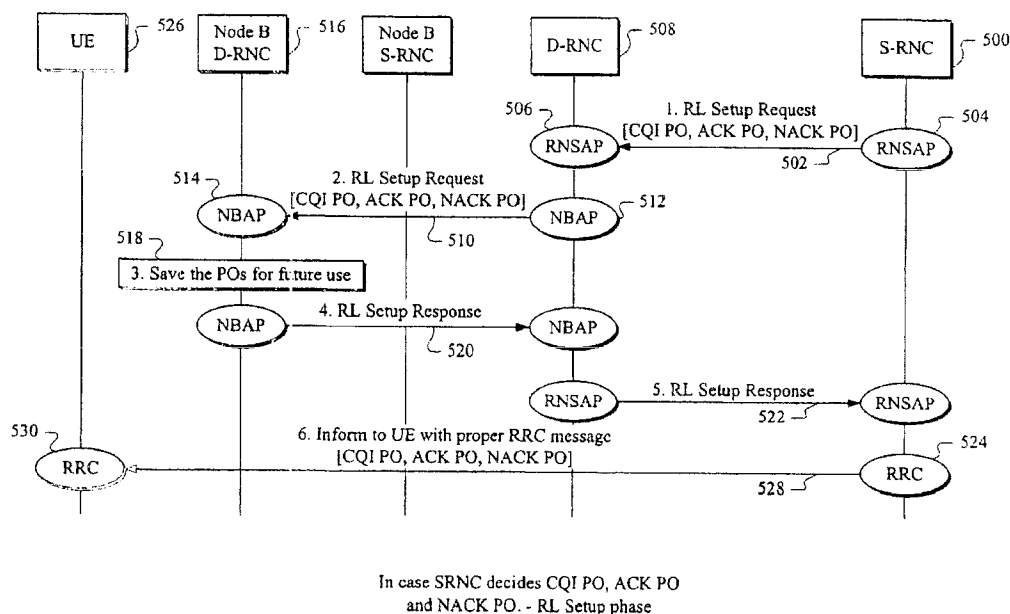 UE
526
Node B
D-RNC
516
Node B
S-RNC
D-RNC
508
S-RNC
500
506
1. RL Setup Request
[CQI PO, ACK PO, NACK PO]
504
RNSAP
502
RNSAP
514
2. RL Setup Request
[CQI PO, ACK PO, NACK PO]
512
NBAP
510
NBAP
518
3. Save the POs for future use
4. RL Setup Response
NBAP
520
NBAP
5. RL Setup Response
RNSAP
522
RNSAP
530
6. Inform to UE with proper RRC message
[CQI PO, ACK PO, NACK PO]
524
RRC
528
RRC
In case SRNC decides CQI PO, ACK PO
and NACK PO. - RL Setup phase